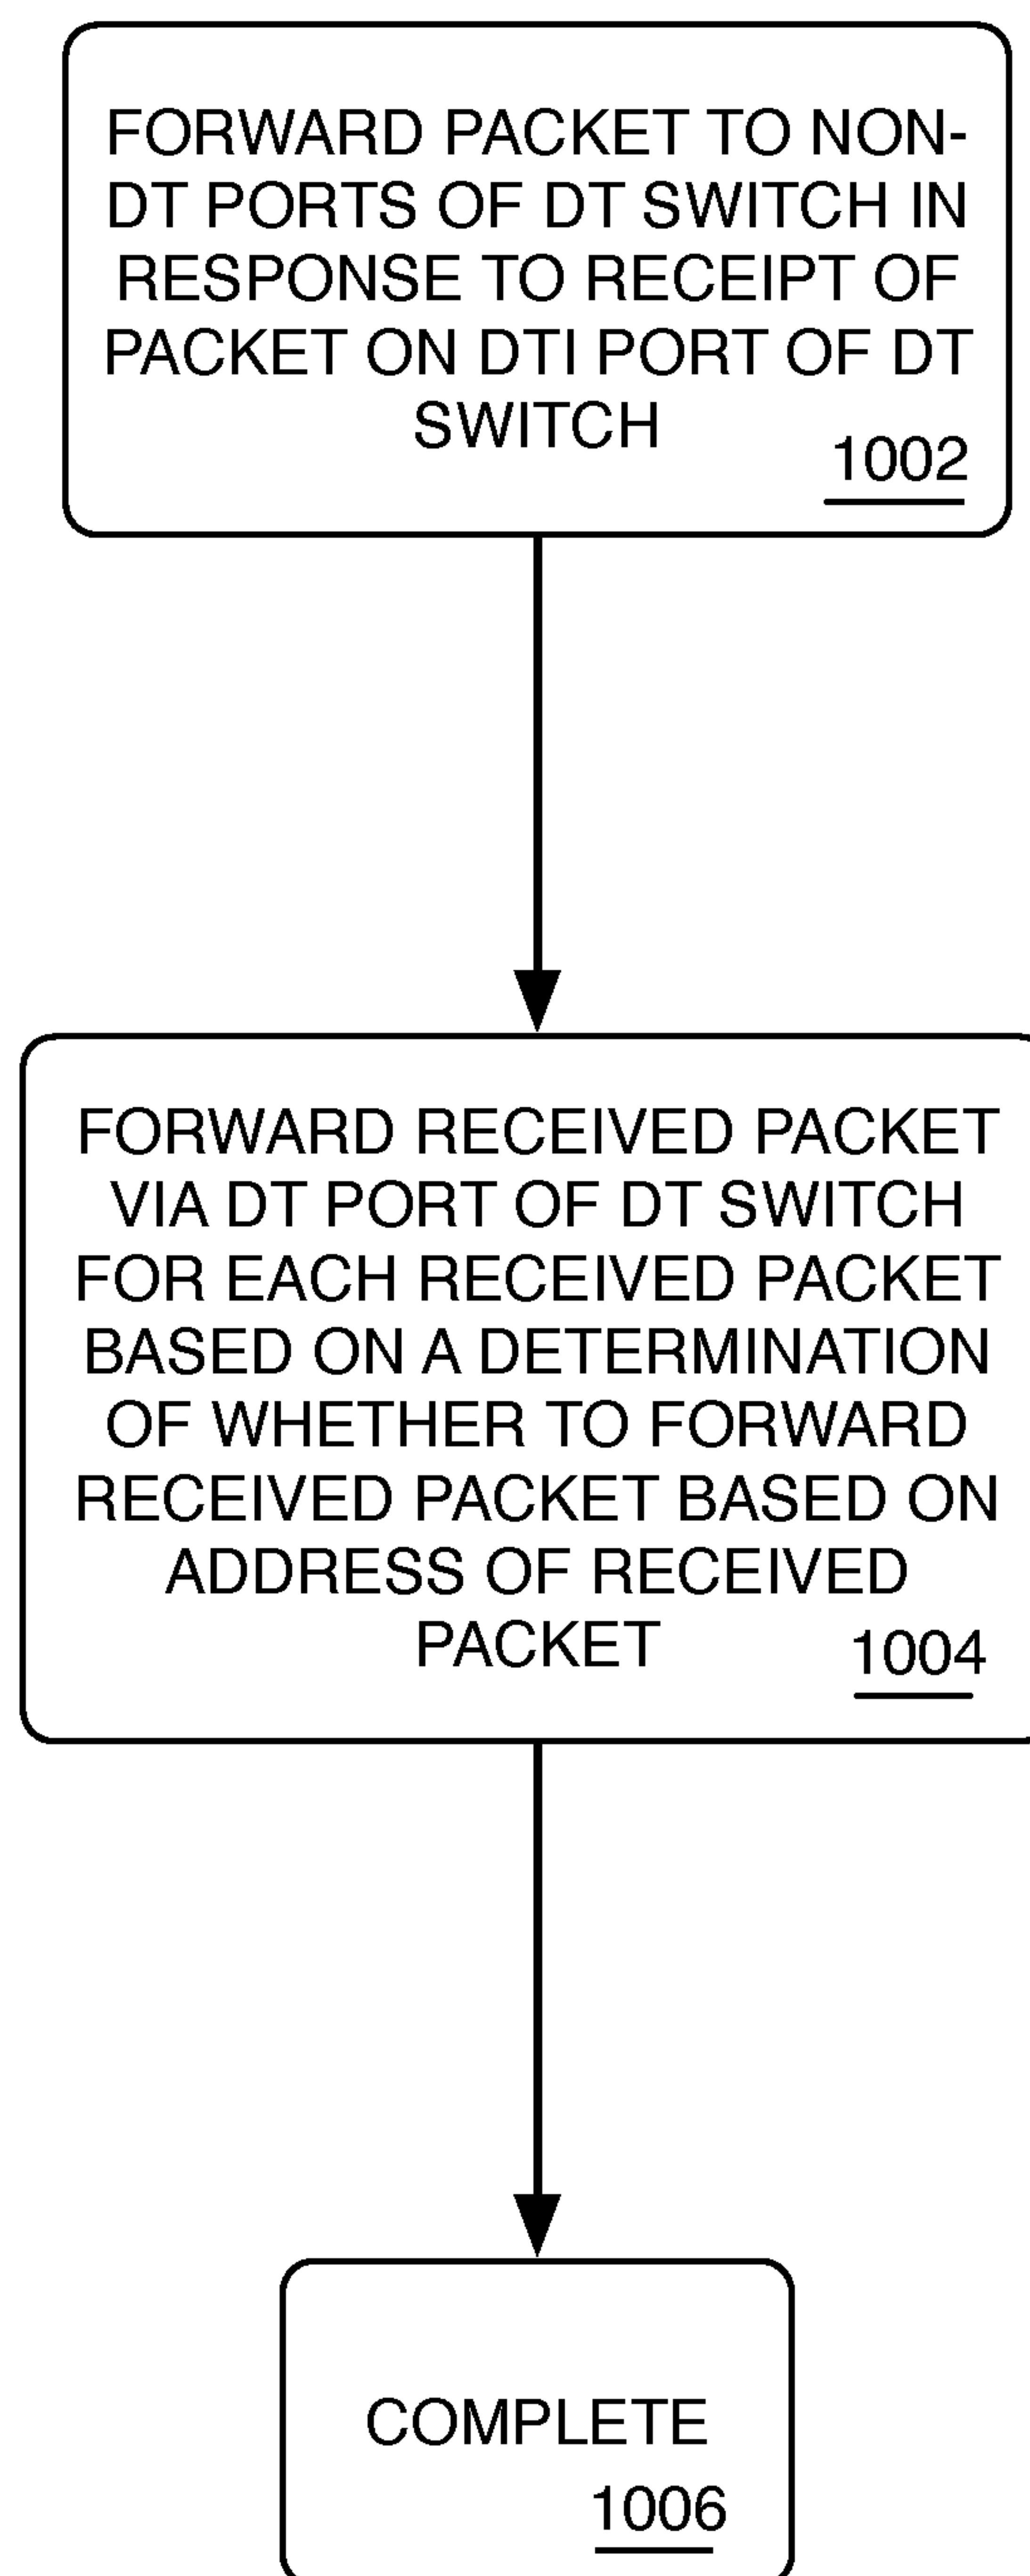 FORWARD PACKET TO NON-
DT PORTS OF DT SWITCH IN
RESPONSE TO RECEIPT OF
PACKET ON DTI PORT OF DT
SWITCH
1002
FORWARD RECEIVED PACKET
VIA DT PORT OF DT SWITCH
FOR EACH RECEIVED PACKET
BASED ON A DETERMINATION
OF WHETHER TO FORWARD
RECEIVED PACKET BASED ON
ADDRESS OF RECEIVED
PACKET
1004
COMPLETE
1006